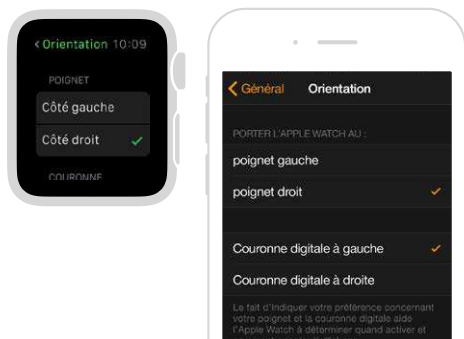 < Orientation 10:09
POIGNET
Côté gauche
Côté droit ✓
COURONNE
< Général Orientation
PORTER L'APPLE WATCH AU :
poignet gauche
poignet droit ✓
Couronne digitale à gauche ✓
Couronne digitale à droite
Le fait d'indiquer votre préférence concernant
votre poignet et la couronne digitale aide
l'Apple Watch à déterminer quand activer et